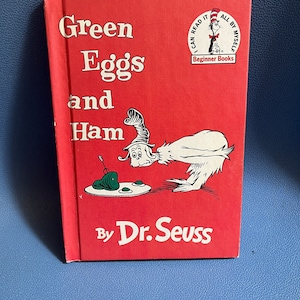 Green
Eggs
and
Ham
I CAN READ IT ALL BY MYSELF
Beginner Books
By Dr. Seuss